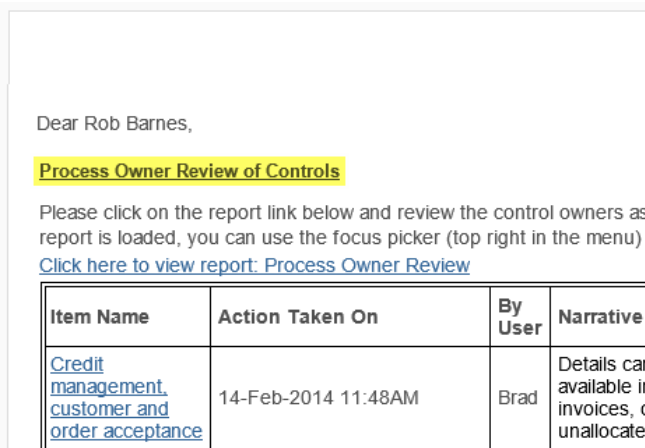 Dear Rob Barnes,
Process Owner Review of Controls
Please click on the report link below and review the control owners as
report is loaded, you can use the focus picker (top right in the menu)
Click here to view report: Process Owner Review
Item Name Action Taken On By User Narrative
Credit
management,
customer and
order acceptance
14-Feb-2014 11:48AM
Brad
Details
available
invoices,